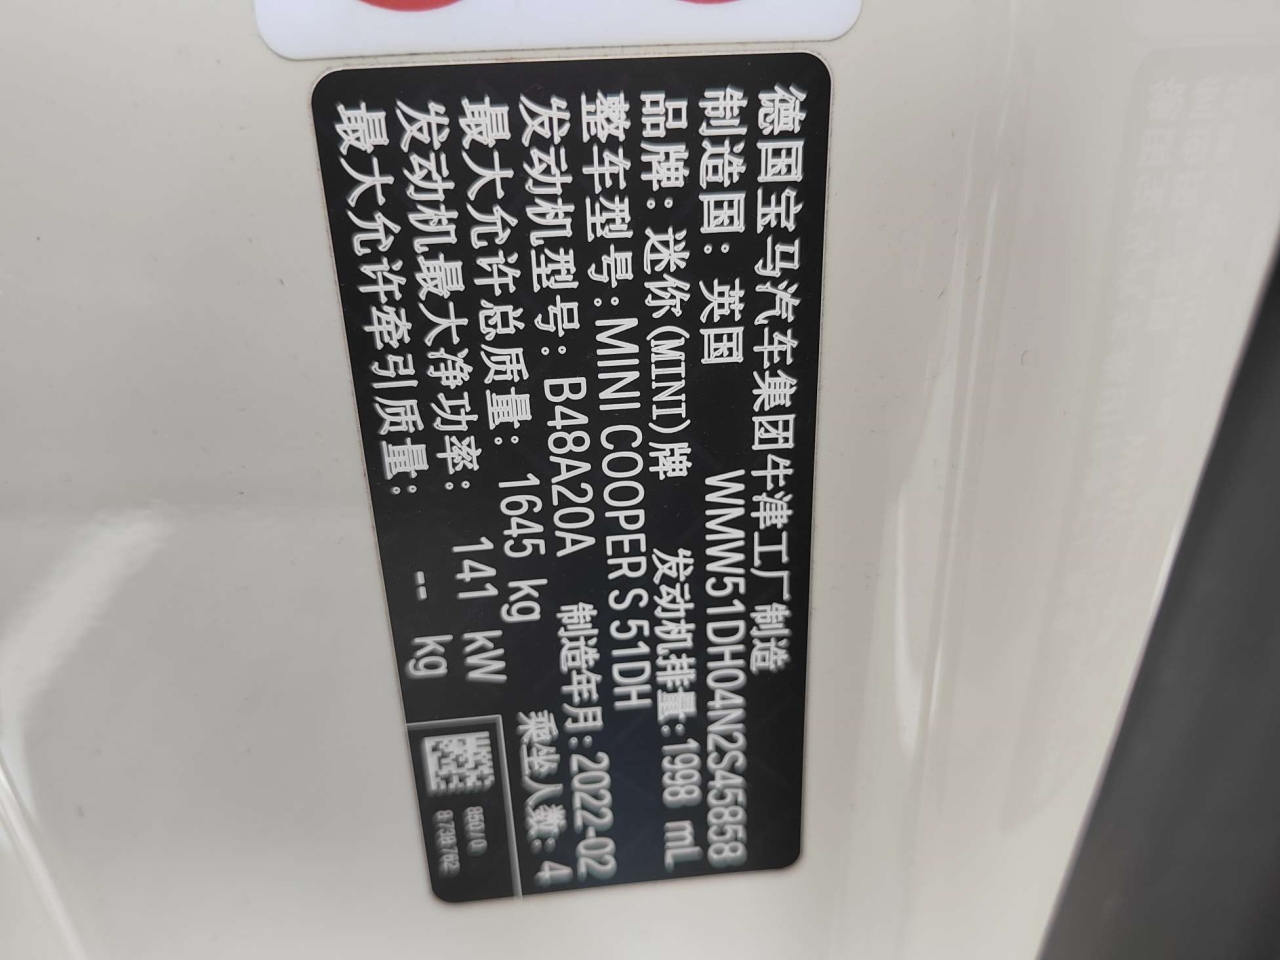 德国宝马汽车集团牛津工厂制造
制造国：英国 WMW51DH04N2S45858
品牌：迷你(MINI)牌 发动机排量：1998 mL
整车型号：MINI COOPER S 51DH
发动机型号：B48A20A 制造年月：2022-02
最大允许总质量：1645 kg 乘坐人数：4
发动机最大净功率：141 kW
最大允许牵引质量：-- kg